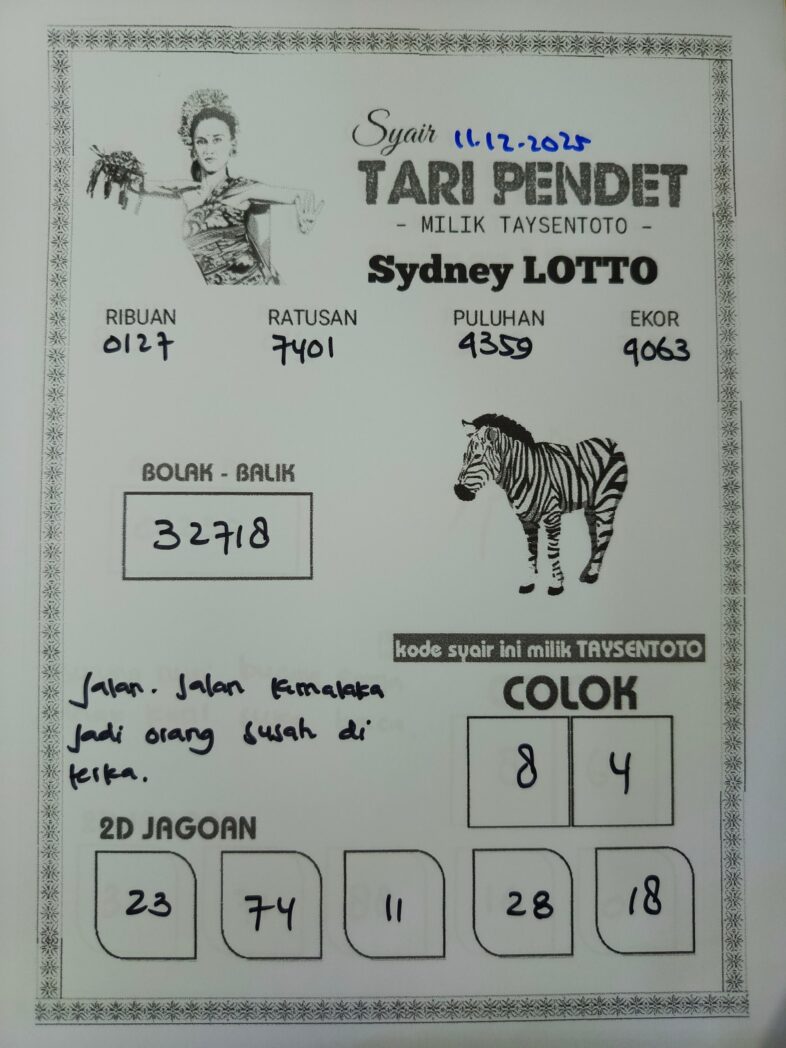 Syair 11.12.2025
TARI PENDET
- MILIK TAYSENTOTO -
Sydney LOTTO
RIBUAN RATUSAN PULUHAN EKOR
0127 7401 4359 9063
BOLAK - BALIK
32718
kode syair ini milik TAYSENTOTO
Jalan. Jalan kemalaka
jadi orang susah di
terka.
COLOK
8 4
2D JAGOAN
23 74 11 28 18